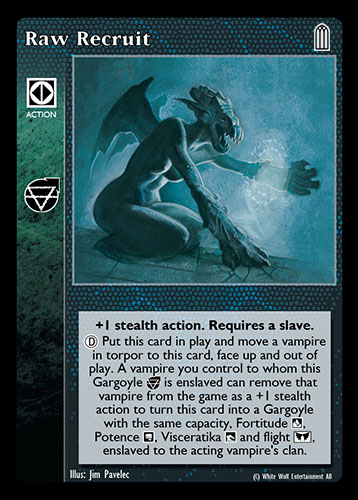 Raw Recruit
ACTION
+1 stealth action. Requires a slave.
D Put this card in play and move a vampire
in torpor to this card, face up and out of
play. A vampire you control to whom this
Gargoyle is enslaved can remove that
vampire from the game as a +1 stealth
action to turn this card into a Gargoyle
with the same capacity, Fortitude ,
Potence , Visceratika and flight ,
enslaved to the acting vampire's clan.
Illus: Jim Pavelec
(C) White Wolf Entertainment AB